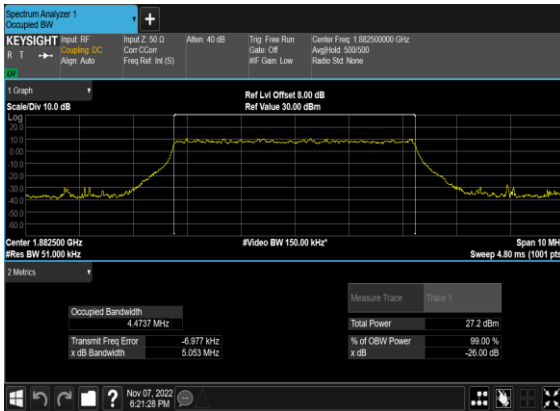 Spectrum Analyzer 1
Occupied BW
KEYSIGHT
R T
LXI
Input: RF
Coupling: DC
Align: Auto
Input Z: 50 Ω
Corr CCorr
Freq Ref: Int (S)
Atten: 40 dB
Trig: Free Run
Gate: Off
#IF Gain: Low
Center Freq: 1.882500000 GHz
Avg|Hold: 500/500
Radio Std: None
1 Graph
Scale/Div 10.0 dB
Ref Lvl Offset 8.00 dB
Ref Value 30.00 dBm
Log
20.0
10.0
0.00
-10.0
-20.0
-30.0
-40.0
-50.0
-60.0
Center 1.882500 GHz
#Res BW 51.000 kHz
#Video BW 150.00 kHz*
Span 10 MH
Sweep 4.80 ms (1001 pts
2 Metrics
Measure Trace
Trace 1
Occupied Bandwidth
4.4737 MHz
Total Power
27.2 dBm
Transmit Freq Error
-6.977 kHz
% of OBW Power
99.00 %
x dB Bandwidth
5.053 MHz
x dB
-26.00 dB
Nov 07, 2022
6:21:28 PM